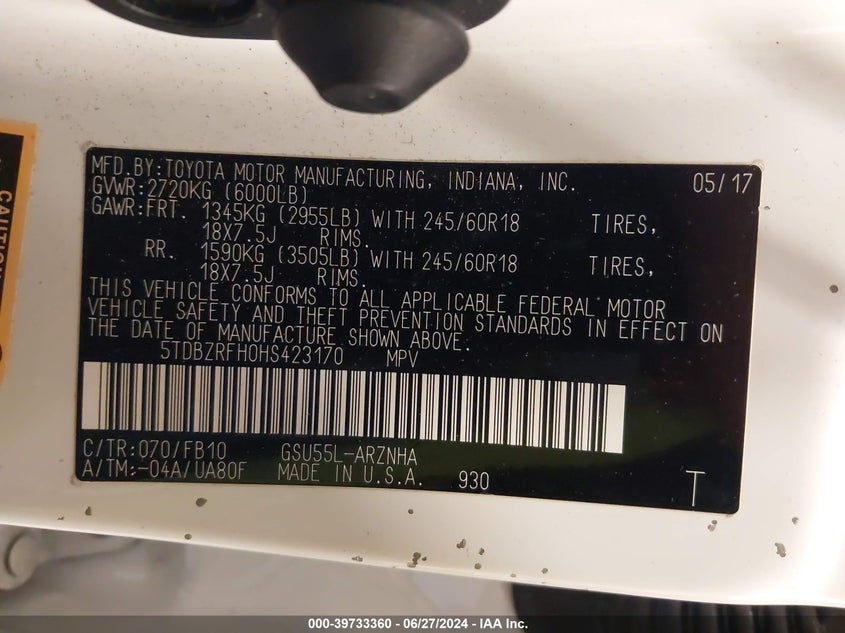 MFD.BY:TOYOTA MOTOR MANUFACTURING, INDIANA, INC. 05/17
GVWR:2720KG (6000LB)
GAWR:FRT. 1345KG (2955LB) WITH 245/60R18 TIRES,
18X7.5J RIMS.
RR. 1590KG (3505LB) WITH 245/60R18 TIRES,
18X7.5J RIMS.
THIS VEHICLE CONFORMS TO ALL APPLICABLE FEDERAL MOTOR
VEHICLE SAFETY AND THEFT PREVENTION STANDARDS IN EFFECT ON
THE DATE OF MANUFACTURE SHOWN ABOVE.
5TDBZRFH0HS423170 MPV
C/TR:070/FB10 GSU55L-ARZNHA
A/TM:-04A/UA80F MADE IN U.S.A. 930 T
000-39733360 - 06/27/2024 - IAA Inc.